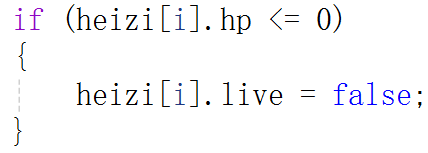 if (heizi[i].hp <= 0)
{
    heizi[i].live = false;
}